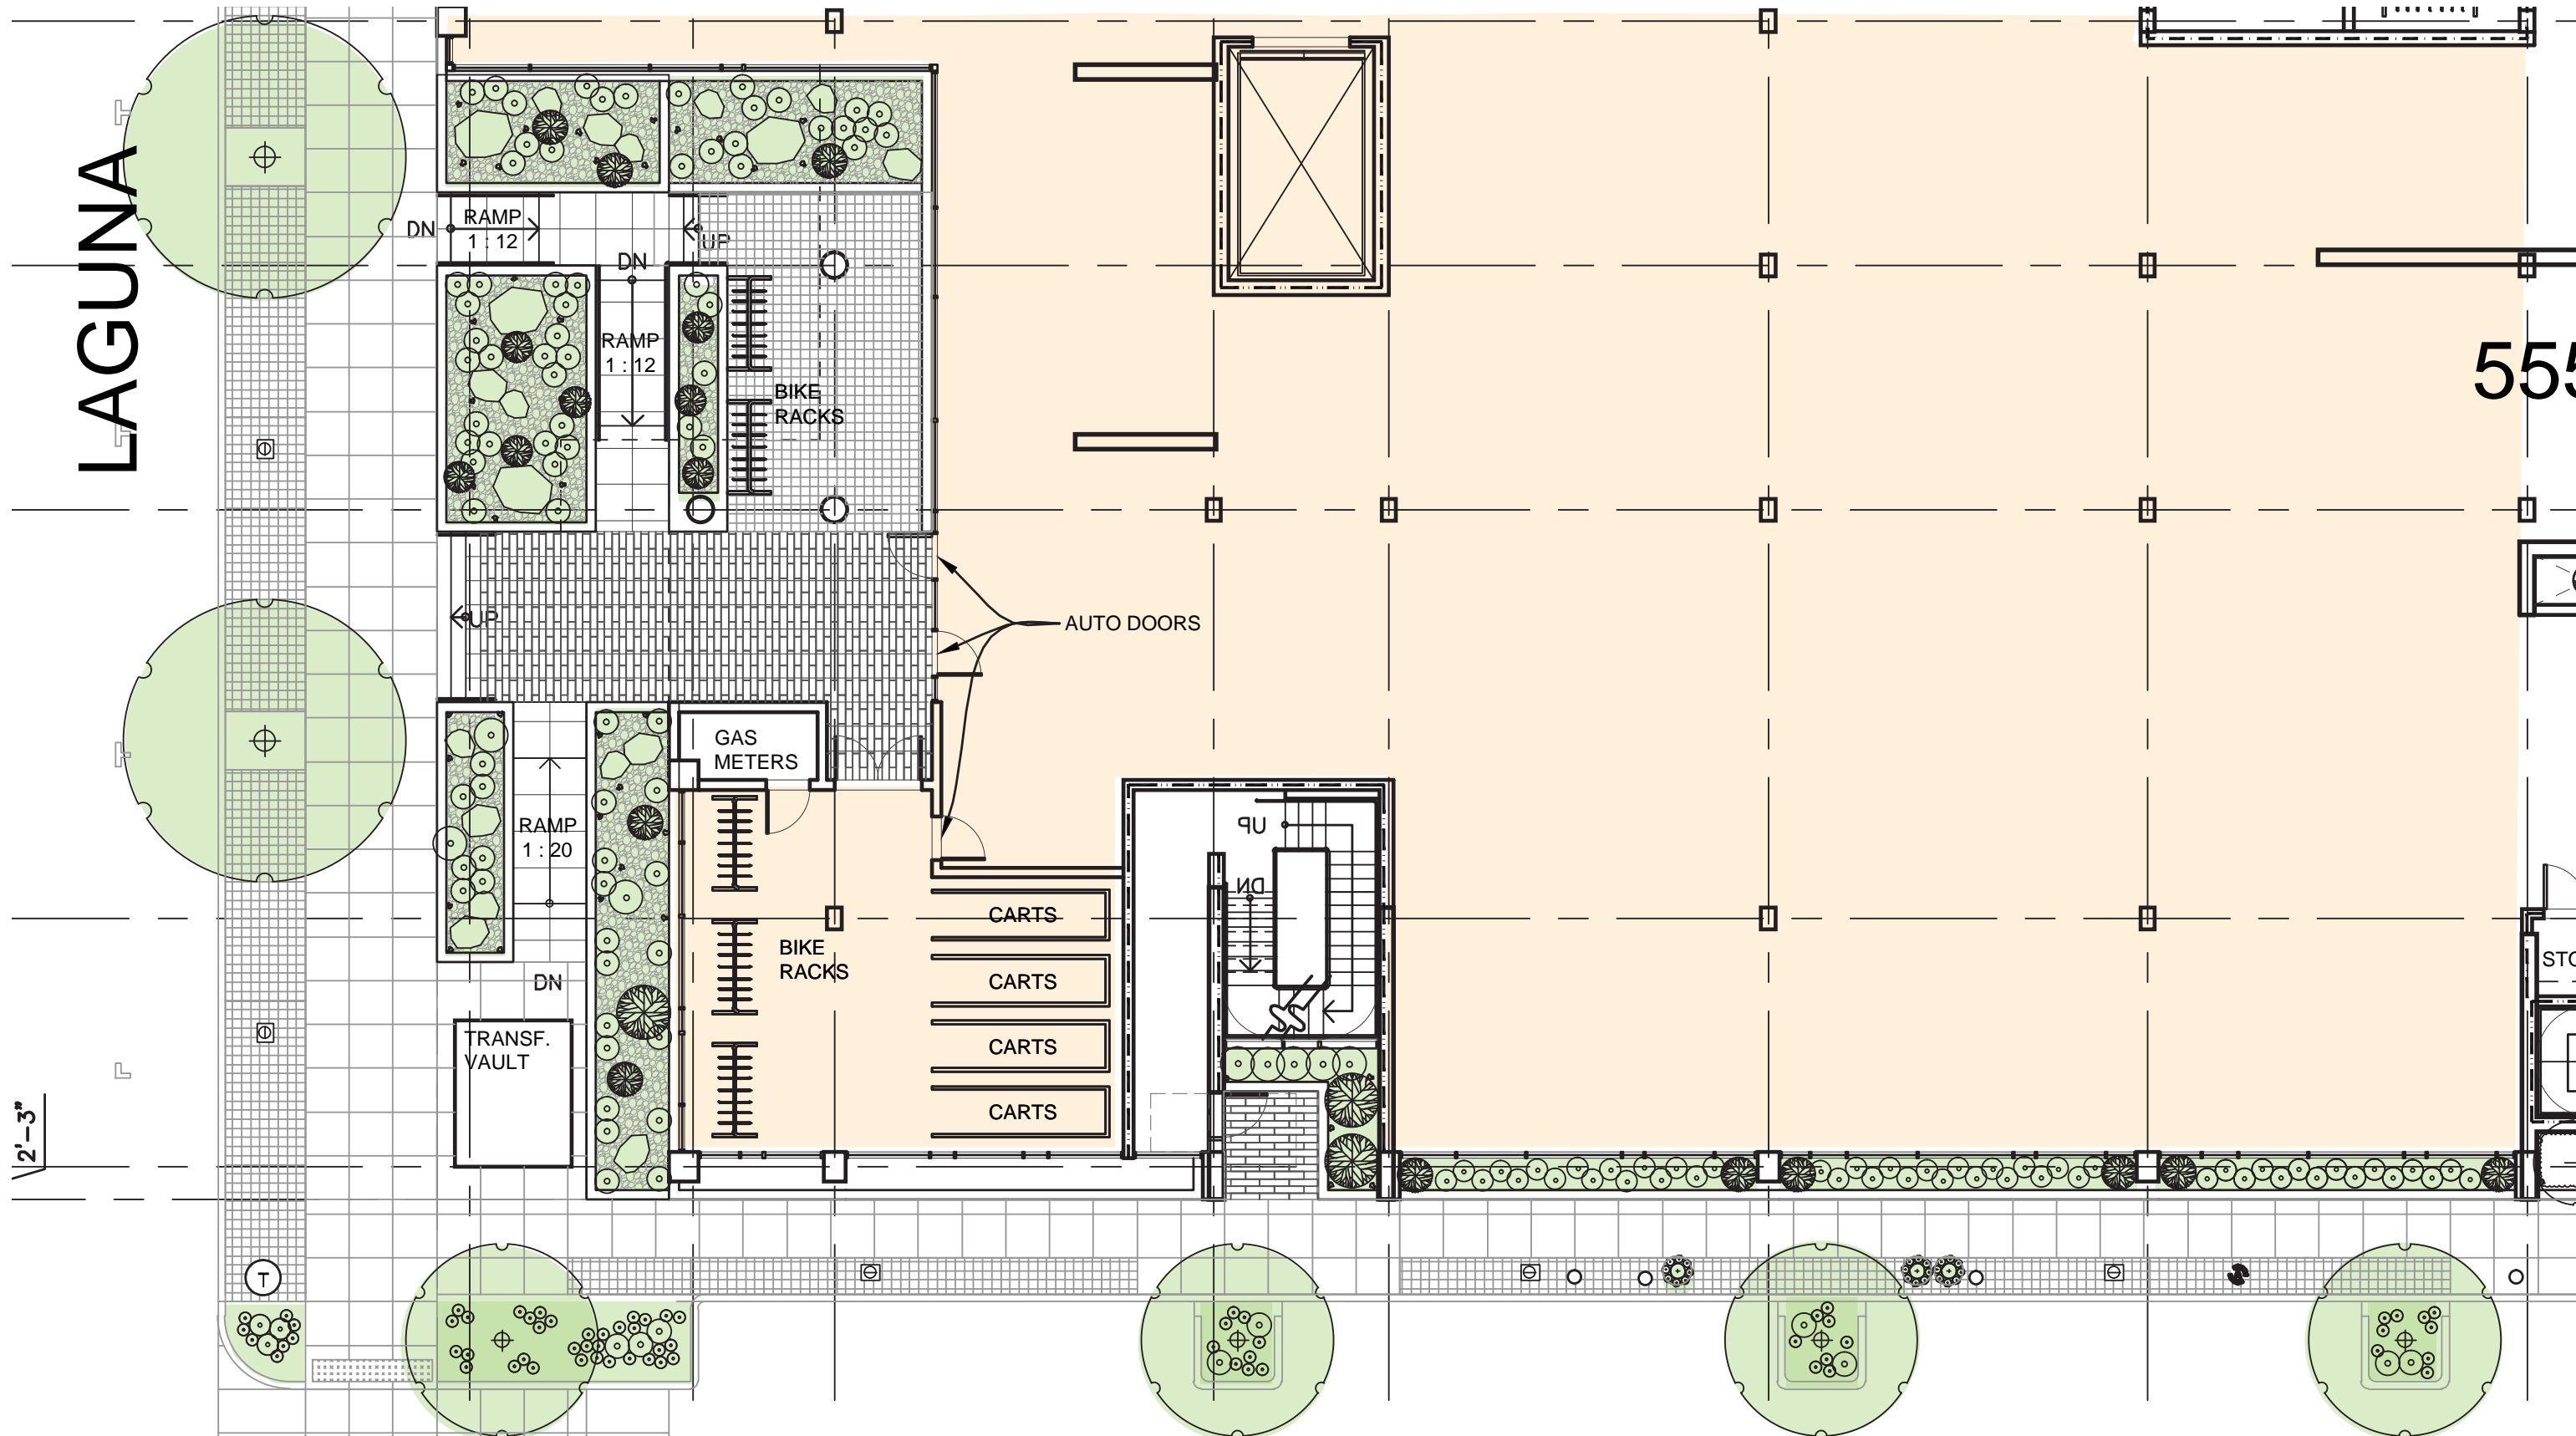 LAGUNA
DN
RAMP
1 : 12
UP
DN
RAMP
1 : 12
BIKE
RACKS
555
UP
AUTO DOORS
GAS
METERS
RAMP
1 : 20
UP
DN
CARTS
BIKE
RACKS
STO
CARTS
DN
TRANSF.
VAULT
CARTS
CARTS
2'-3"
T